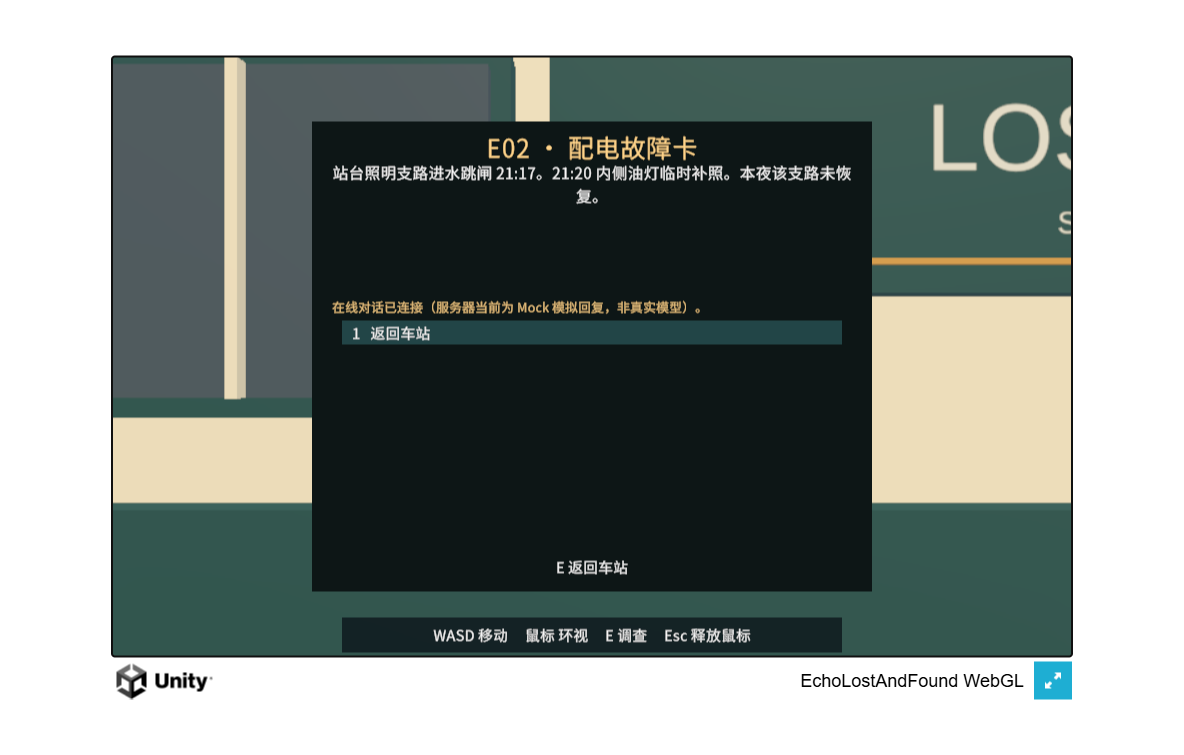 LOS
S
E02 · 配电故障卡
站台照明支路进水跳闸 21:17。21:20 内侧油灯临时补照。本夜该支路未恢
复。
在线对话已连接（服务器当前为 Mock 模拟回复，非真实模型）。
1 返回车站
E 返回车站
WASD 移动 鼠标 环视 E 调查 Esc 释放鼠标
Unity
EchoLostAndFound WebGL